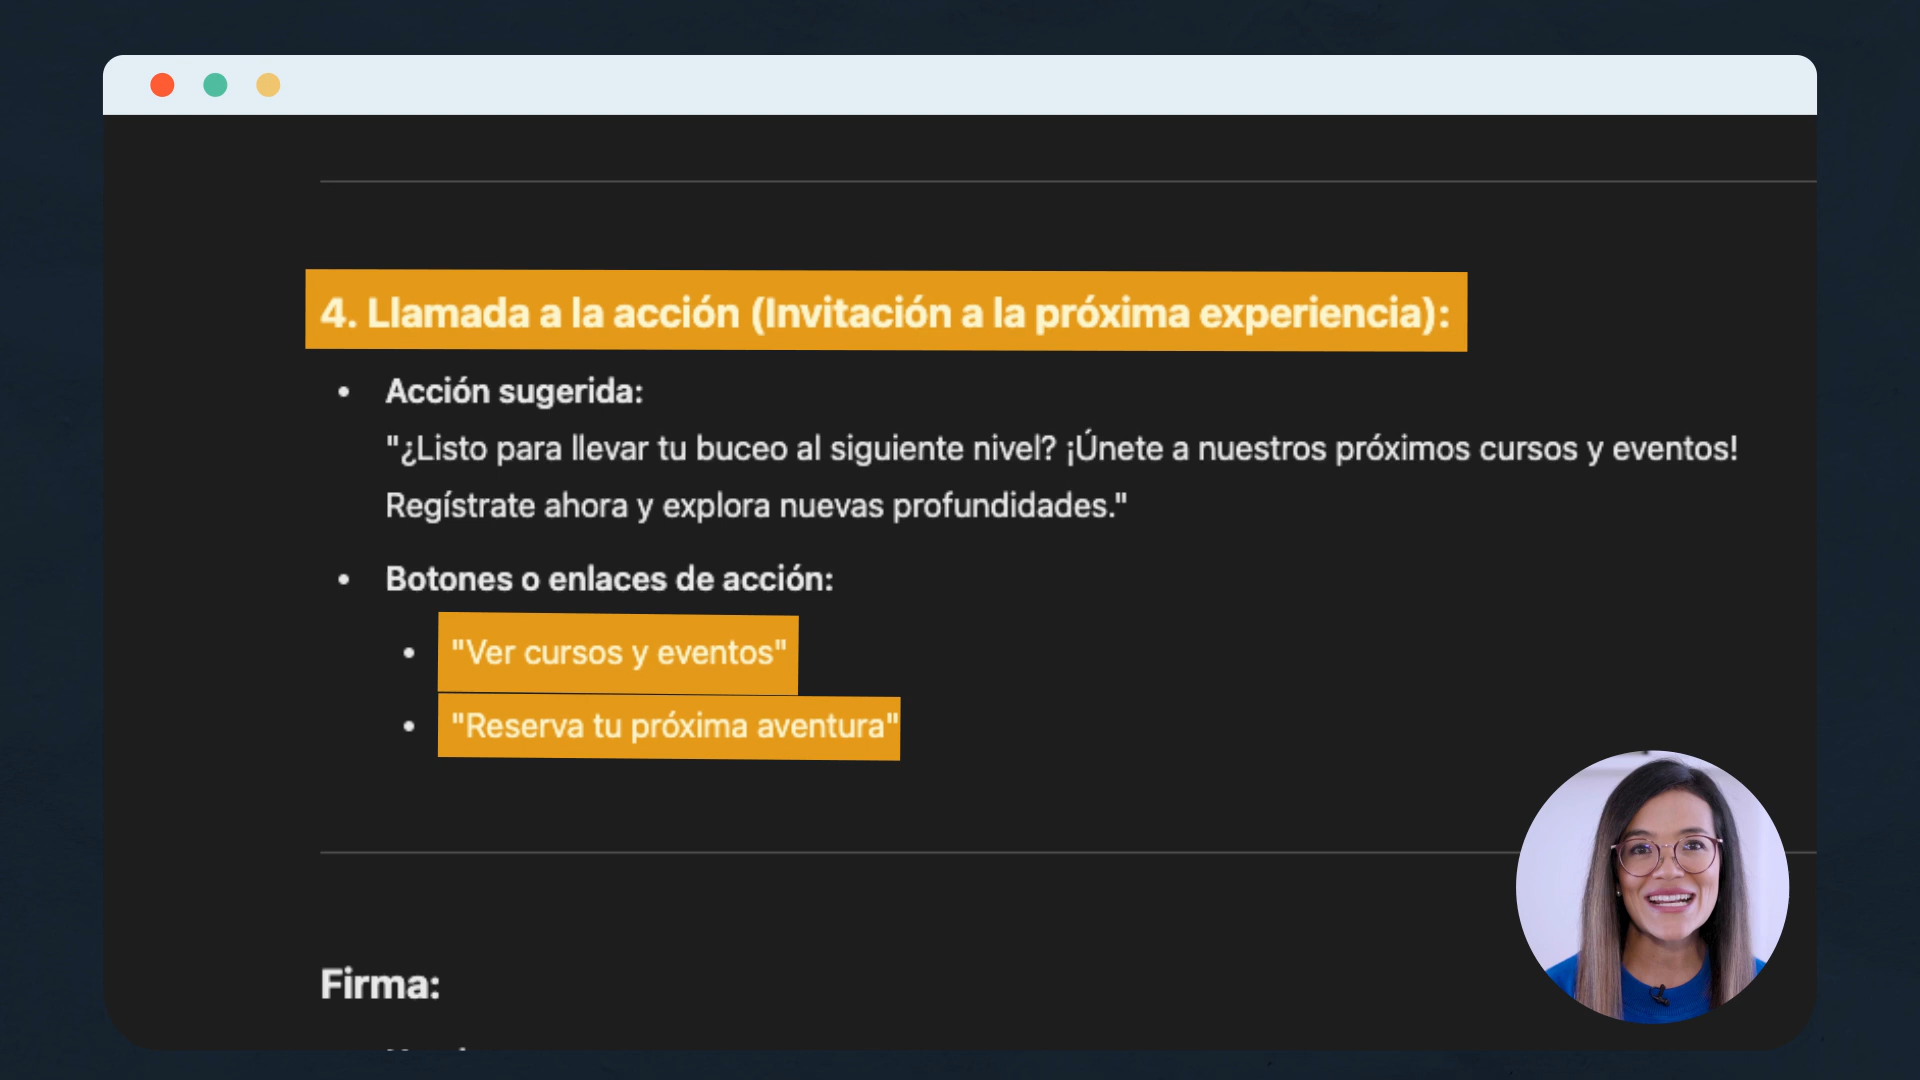 4. Llamada a la acción (Invitación a la próxima experiencia):
• Acción sugerida:
"¿Listo para llevar tu buceo al siguiente nivel? ¡Únete a nuestros próximos cursos y eventos!
Regístrate ahora y explora nuevas profundidades."
• Botones o enlaces de acción:
• "Ver cursos y eventos"
• "Reserva tu próxima aventura"
Firma: